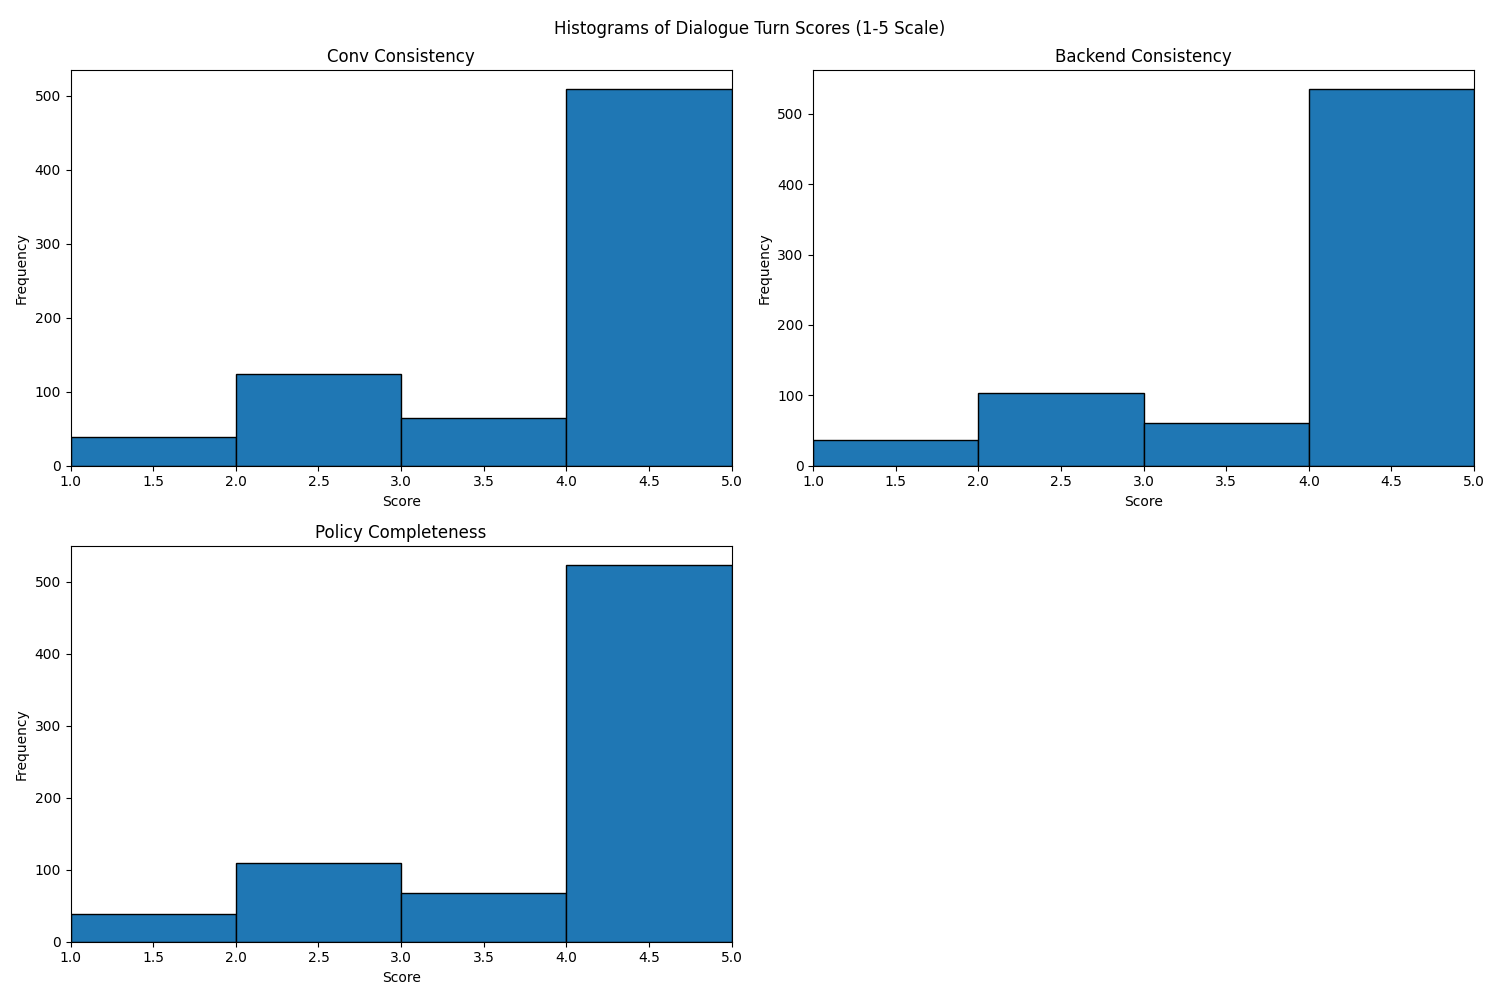 Histograms of Dialogue Turn Scores (1-5 Scale)
Conv Consistency
Frequency
500
400
300
200
100
0
1.0 1.5 2.0 2.5 3.0 3.5 4.0 4.5 5.0
Score
Backend Consistency
Frequency
500
400
300
200
100
0
1.0 1.5 2.0 2.5 3.0 3.5 4.0 4.5 5.0
Score
Policy Completeness
Frequency
500
400
300
200
100
0
1.0 1.5 2.0 2.5 3.0 3.5 4.0 4.5 5.0
Score